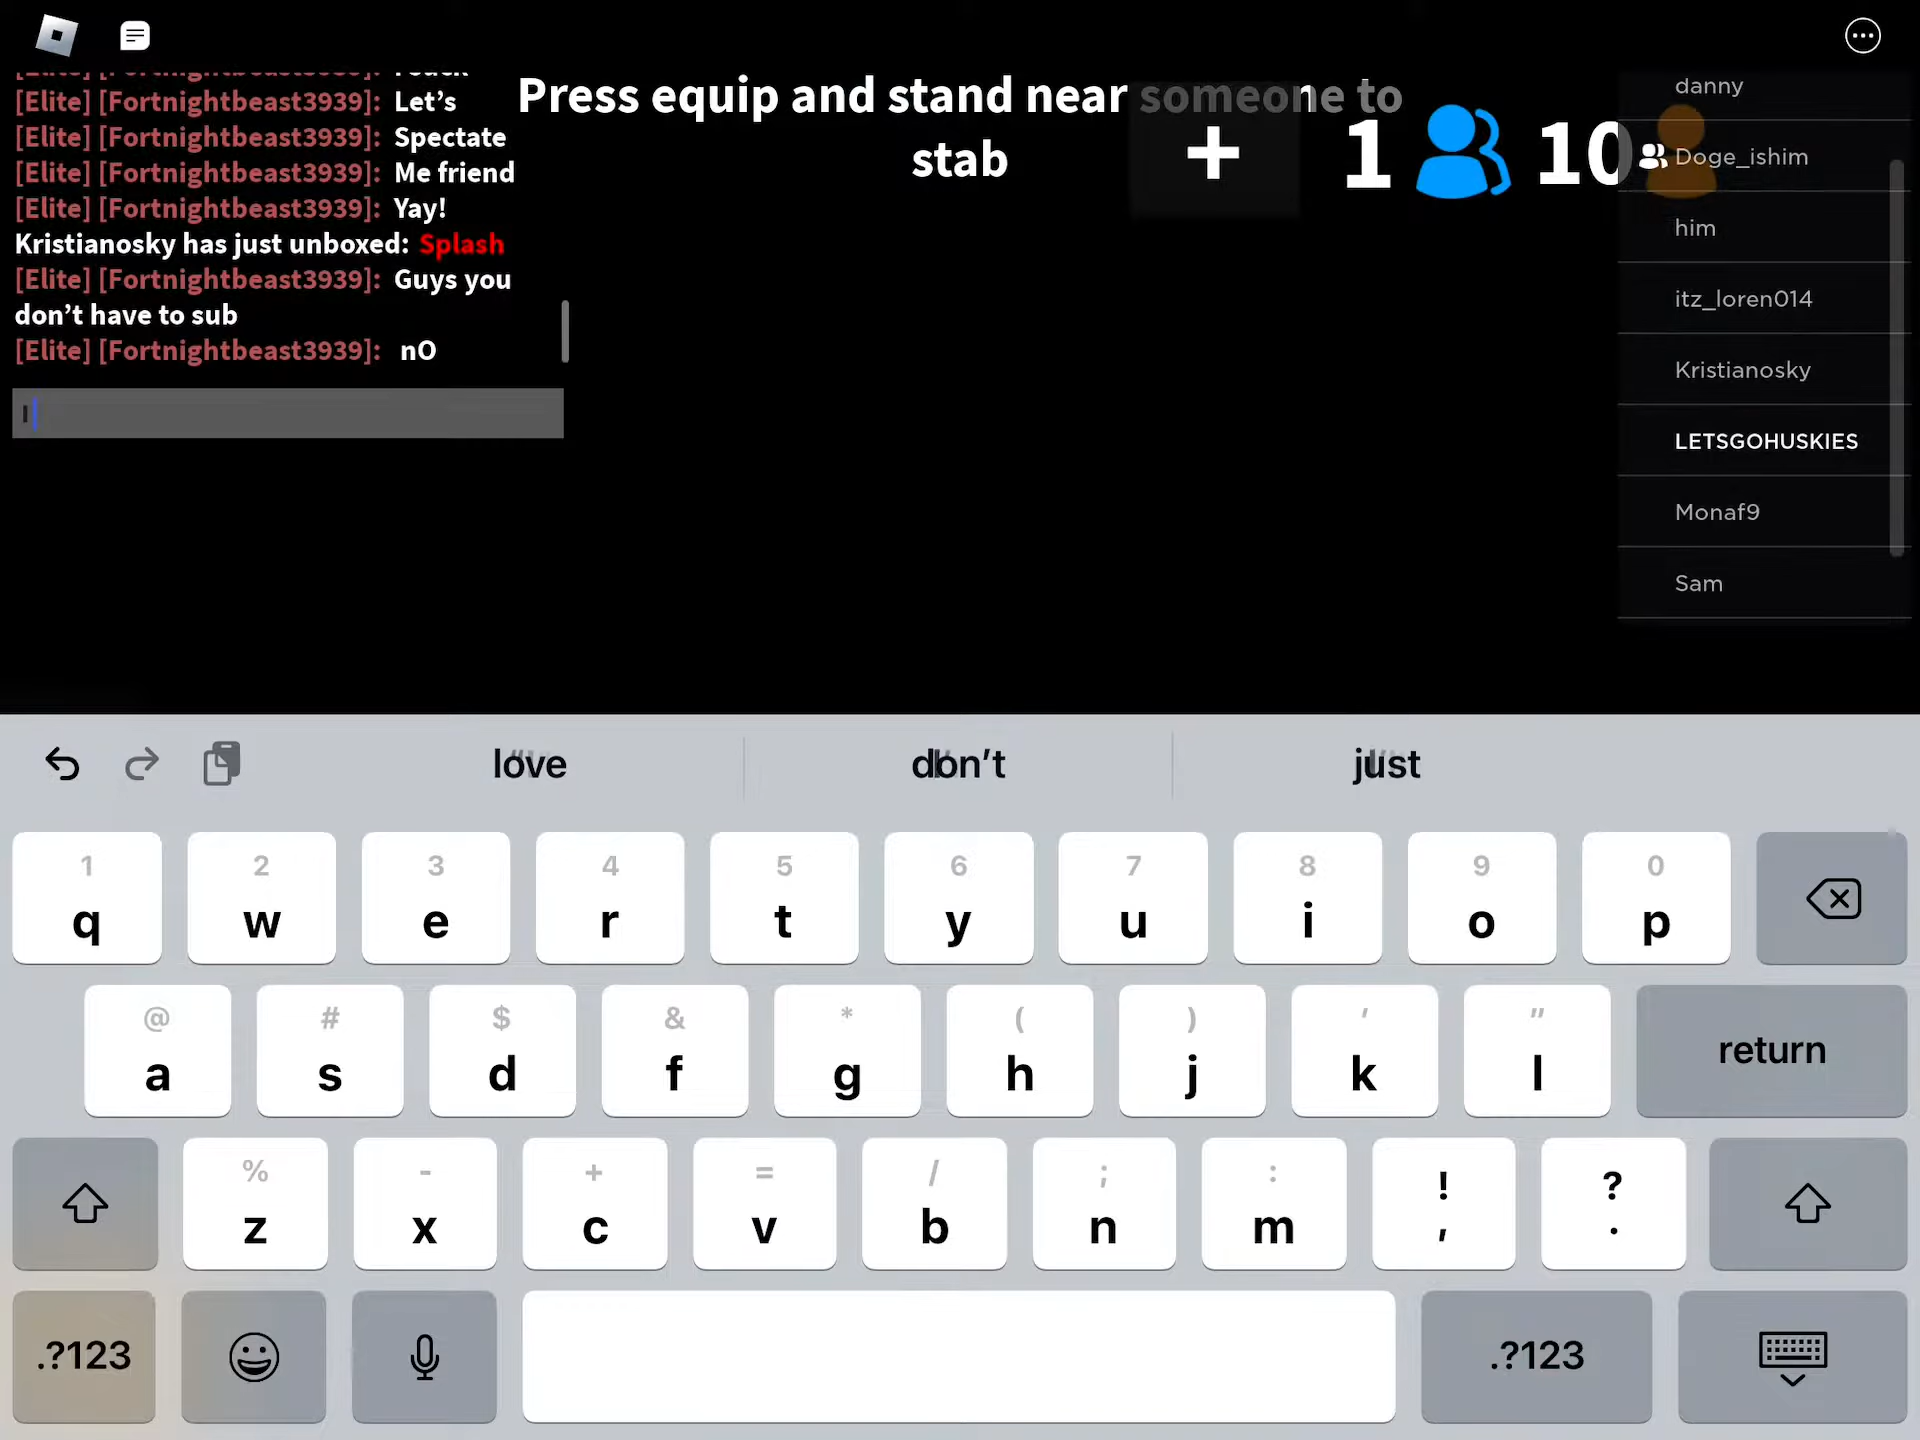 [Elite] [Fortnightbeast3939]:
[Elite] [Fortnightbeast3939]: Let’s
[Elite] [Fortnightbeast3939]: Spectate
[Elite] [Fortnightbeast3939]: Me friend
[Elite] [Fortnightbeast3939]: Yay!
Kristianosky has just unboxed: Splash
[Elite] [Fortnightbeast3939]: Guys you
don’t have to sub
[Elite] [Fortnightbeast3939]: nO
I
Press equip and stand near someone to
stab
+
1
10
danny
Doge_ishim
him
itz_loren014
Kristianosky
LETSGOHUSKIES
Monaf9
Sam
love don’t just
1 2 3 4 5 6 7 8 9 0
q w e r t y u i o p
@ # $ & * ( ) ' "
a s d f g h j k l return
% - + = / ; : ! ?
z x c v b n m , .
.?123 .?123